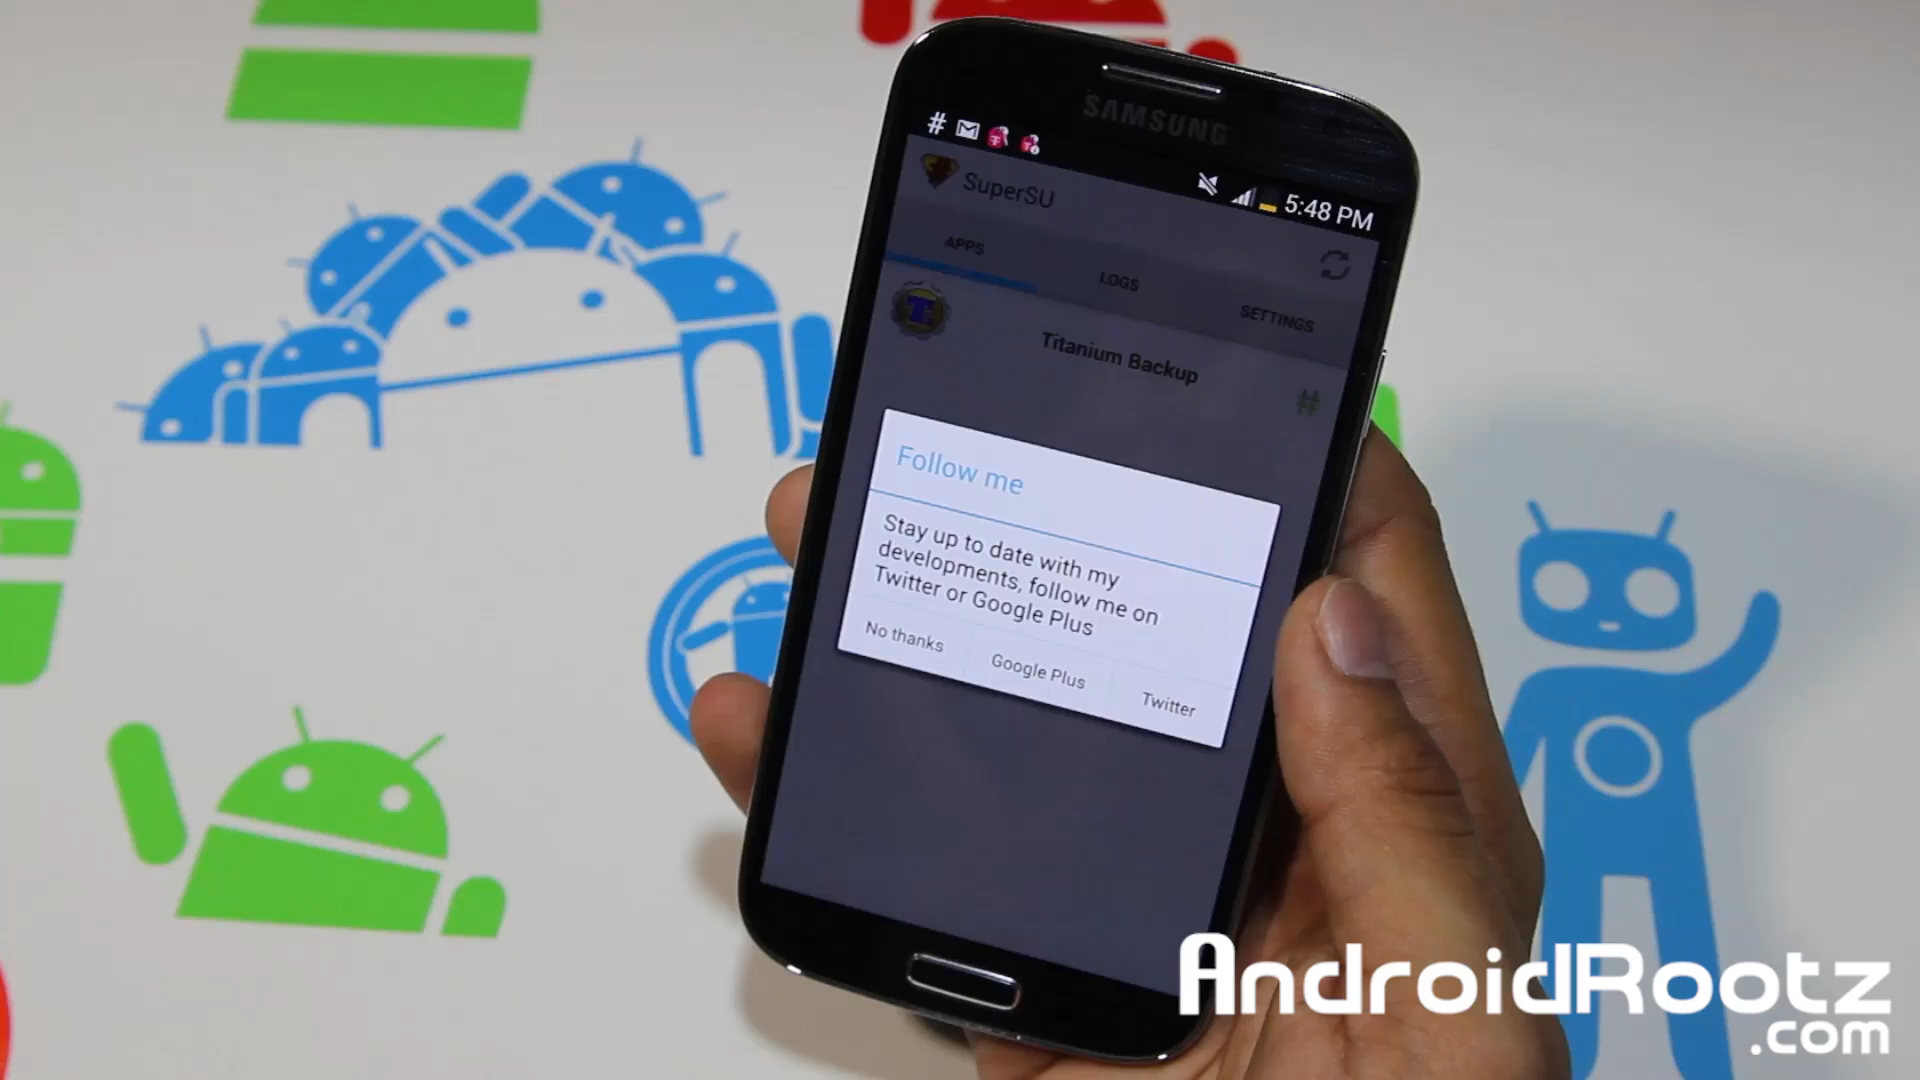 SAMSUNG
# 5:48 PM
SuperSU
APPS LOGS SETTINGS
Titanium Backup
#
Follow me
Stay up to date with my
developments, follow me on
Twitter or Google Plus
No thanks Google Plus Twitter
AndroidRootz
.com